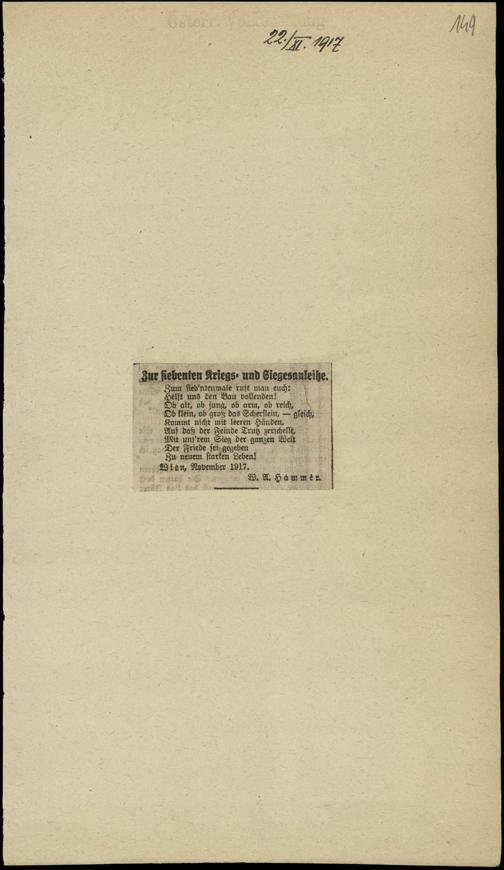 Österr. Volkszeitung
149
22./XI. 1917
Zur siebenten Kriegs- und Siegesanleihe.
Zum sieb'ntenmale ruft man euch:
Helft uns den Bau vollenden!
Ob alt, ob jung, ob arm, ob reich,
Ob klein, ob groß das Scherflein, — gleich,
Kommt nicht mit leeren Händen,
Auf daß der Feinde Trutz zerschellt,
Mit uns'rem Sieg der ganzen Welt
Der Friede sei gegeben
Zu neuem starken Leben!
Wien, November 1917.
W. A. Hammer.